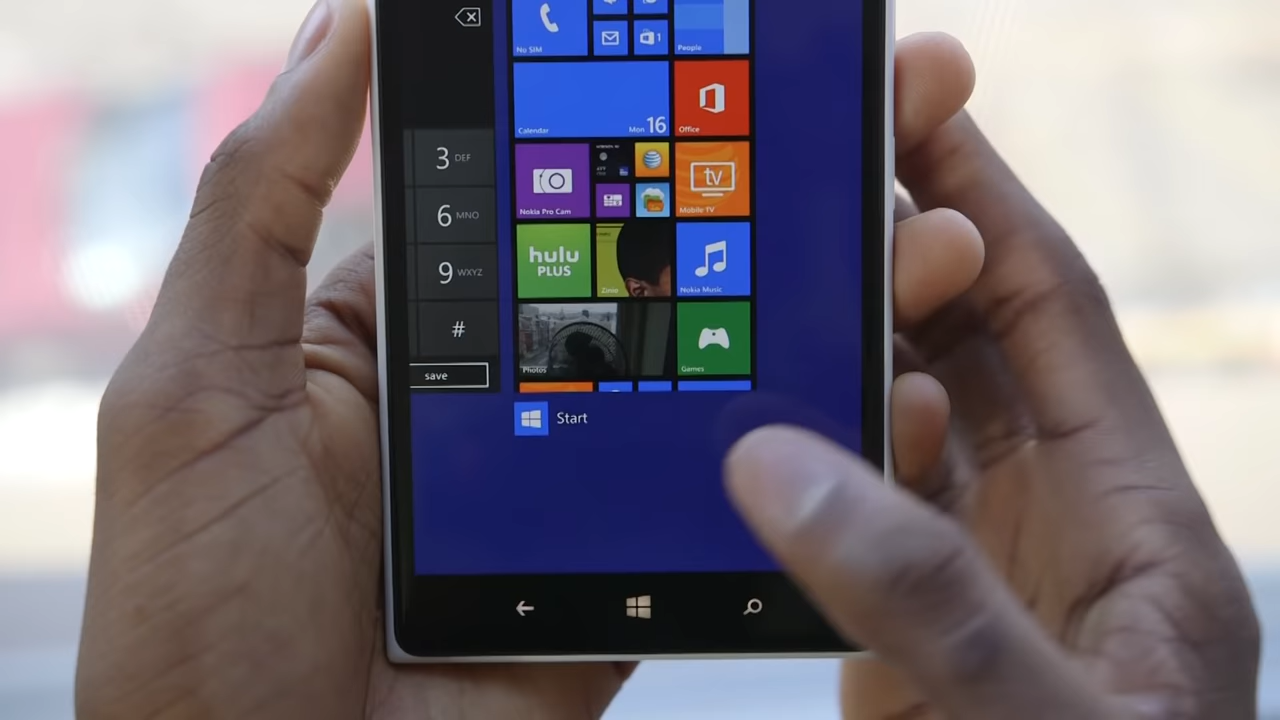 No SIM
1
People
Calendar
Mon 16
Office
3 DEF
Nokia Pro Cam
tv
Mobile TV
6 MNO
hulu
PLUS
Nokia Music
9 WXYZ
#
Photos
Games
save
Start